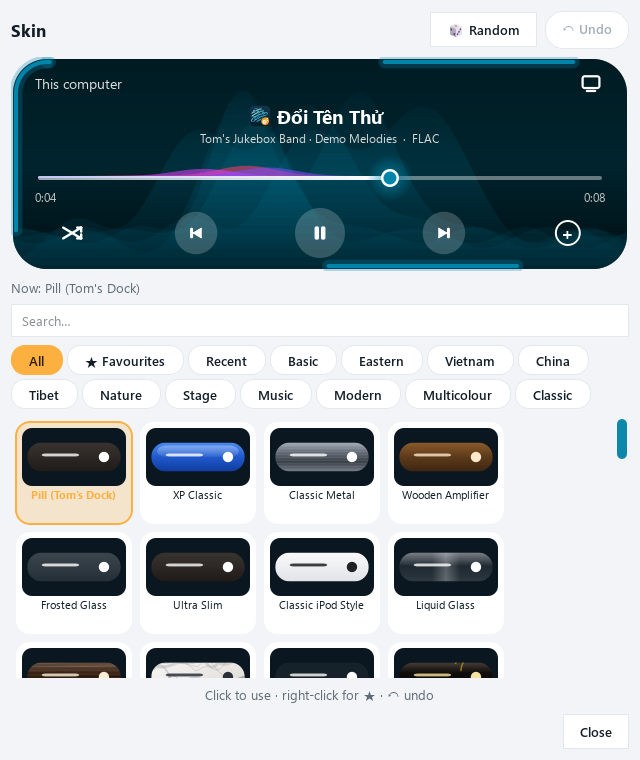 Skin
Random
Undo
This computer
Đổi Tên Thử
Tom's Jukebox Band · Demo Melodies · FLAC
0:04
0:08
Now: Pill (Tom's Dock)
Search...
All
★ Favourites
Recent
Basic
Eastern
Vietnam
China
Tibet
Nature
Stage
Music
Modern
Multicolour
Classic
Pill (Tom's Dock)
XP Classic
Classic Metal
Wooden Amplifier
Frosted Glass
Ultra Slim
Classic iPod Style
Liquid Glass
Click to use · right-click for ★ · ↶ undo
Close